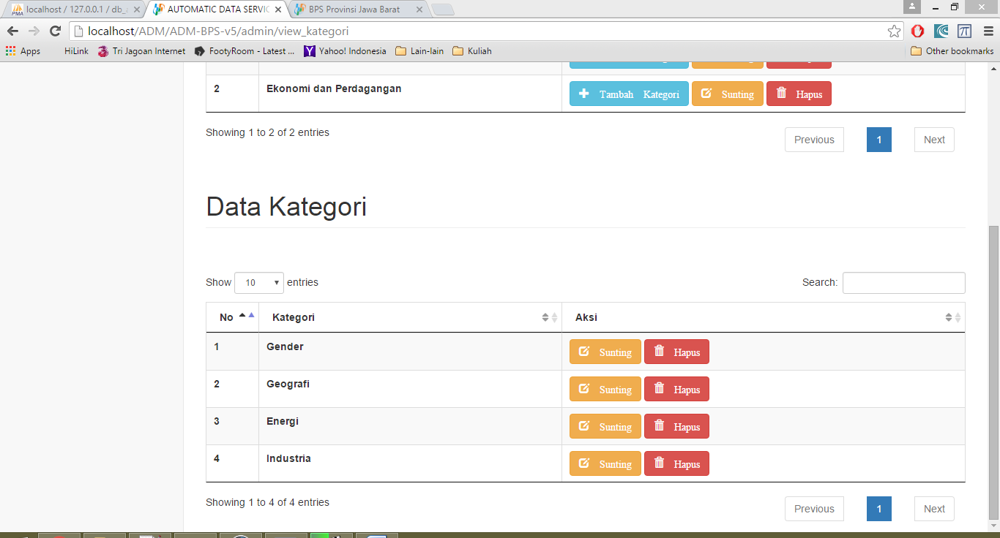 localhost / 127.0.0.1 / db_
AUTOMATIC DATA SERVIC
BPS Provinsi Jawa Barat
localhost/ADM/ADM-BPS-v5/admin/view_kategori
Apps HiLink Tri Jagoan Internet FootyRoom - Latest ... Yahoo! Indonesia Lain-lain Kuliah Other bookmarks
2 Ekonomi dan Perdagangan Tambah Kategori Sunting Hapus
Showing 1 to 2 of 2 entries Previous 1 Next
Data Kategori
Show 10 entries Search:
No Kategori Aksi
1 Gender Sunting Hapus
2 Geografi Sunting Hapus
3 Energi Sunting Hapus
4 Industria Sunting Hapus
Showing 1 to 4 of 4 entries Previous 1 Next